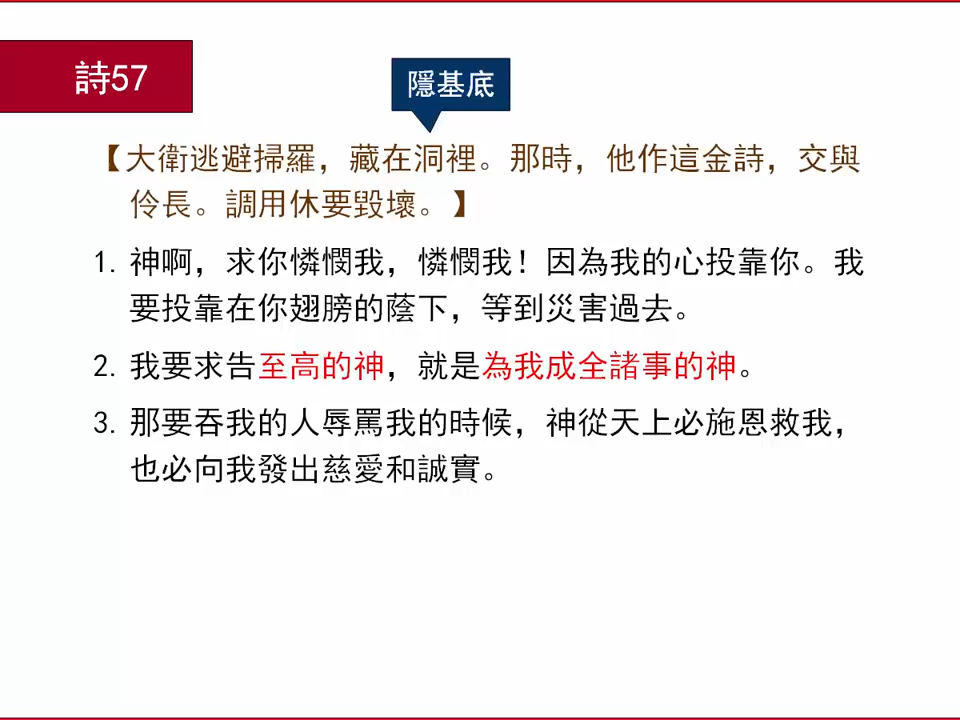 詩57
隱基底
【大衛逃避掃羅，藏在洞裡。那時，他作這金詩，交與
伶長。調用休要毀壞。】
1. 神啊，求你憐憫我，憐憫我！因為我的心投靠你。我
要投靠在你翅膀的蔭下，等到災害過去。
2. 我要求告至高的神，就是為我成全諸事的神。
3. 那要吞我的人辱罵我的時候，神從天上必施恩救我，
也必向我發出慈愛和誠實。